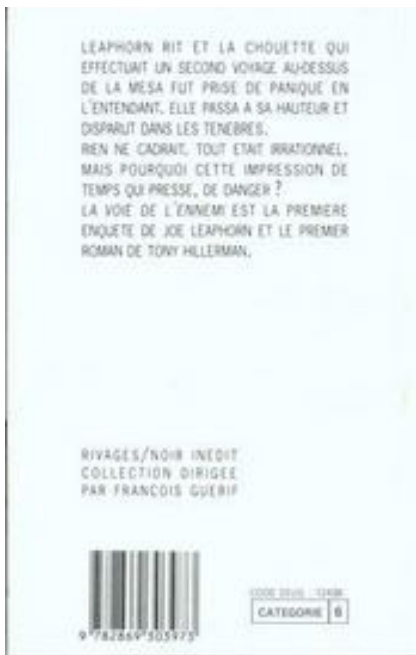 LEAPHORN RIT ET LA CHOUETTE QUI
EFFECTUAIT UN SECOND VOYAGE AU-DESSUS
DE LA MESA FUT PRISE DE PANIQUE EN
L'ENTENDANT. ELLE PASSA A SA HAUTEUR ET
DISPARUT DANS LES TENEBRES.
RIEN NE CADRAIT, TOUT ETAIT IRRATIONNEL.
MAIS POURQUOI CETTE IMPRESSION DE
TEMPS QUI PRESSE, DE DANGER ?
LA VOIE DE L'ENNEMI EST LA PREMIERE
ENQUETE DE JOE LEAPHORN ET LE PREMIER
ROMAN DE TONY HILLERMAN.
RIVAGES/NOIR INEDIT
COLLECTION DIRIGEE
PAR FRANCOIS GUERIF
CODE
CATEGORIE 6
9 782869 303973